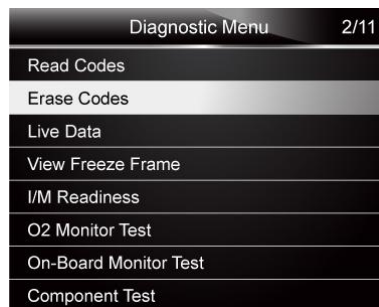 Diagnostic Menu 2/11
Read Codes
Erase Codes
Live Data
View Freeze Frame
I/M Readiness
O2 Monitor Test
On-Board Monitor Test
Component Test